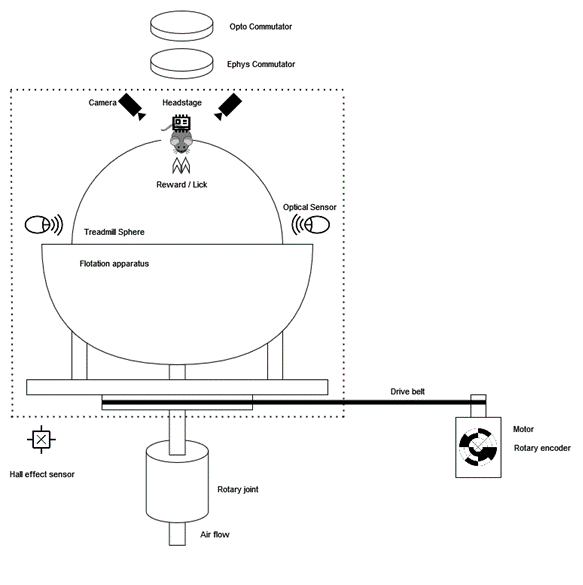 Opto Commutator
Ephys Commutator
Camera
Headstage
Reward / Lick
Optical Sensor
Treadmill Sphere
Flotation apparatus
Drive belt
Motor
Rotary encoder
Hall effect sensor
Rotary joint
Air flow